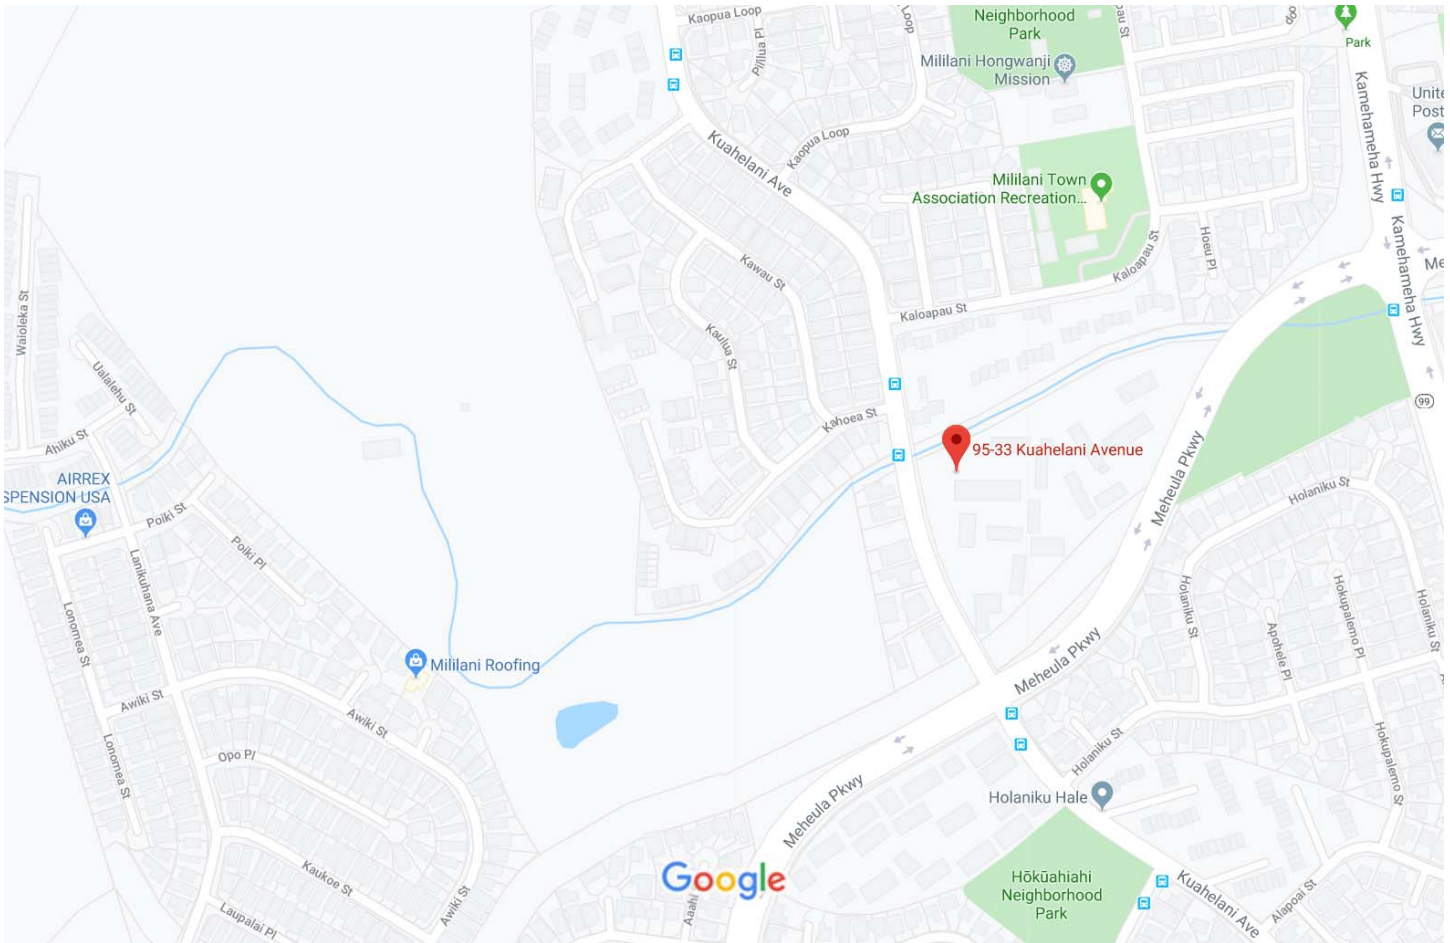 Kaopua Loop
Piilua Pl
Loop
Neighborhood
Park
Mililani Hongwanji
Mission
Park
Kamehameha Hwy
Unite
Post
Kuahelani Ave
Kaopua Loop
Mililani Town
Association Recreation...
Kamehameha Hwy
Me
Hoeu Pl
Kaloapau St
Kaloapau St
Kawau St
Kaulua St
Kahoea St
Waioleka St
Ualalehu St
Ahiku St
AIRREX
SPENSION USA
Poiki St
Poiki Pl
Lanikuhana Ave
Lonomea St
95-33 Kuahelani Avenue
99
Meheula Pkwy
Holaniku St
Holaniku St
Hokupalemo Pl
Apohele Pl
Holaniku St
Mililani Roofing
Awiki St
Awiki St
Lonomea St
Opo Pl
Meheula Pkwy
Holaniku St
Hokupalemo St
Meheula Pkwy
Holaniku Hale
Kaukoe St
Awiki St
Laupalai Pl
Google
Aaahi
Hōkūahiahi
Neighborhood
Park
Kuahelani Ave
Alapoai St